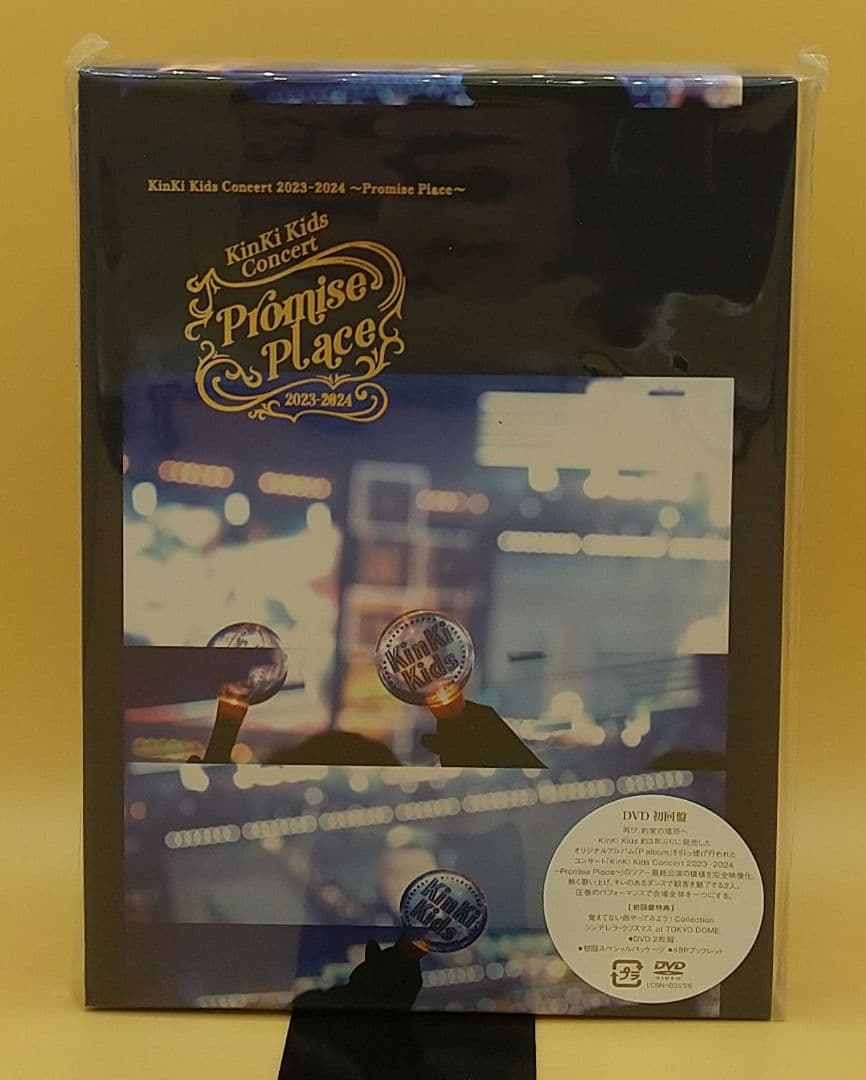 KinKi Kids Concert 2023-2024 〜Promise Place〜
KinKi Kids
Concert
Promise
Place
2023-2024
KinKi
Kids
KinKi
Kids
DVD 初回盤
再び、約束の場所へ
KinKi Kids 約3年ぶりに発売した
オリジナルアルバム「P album」を引っ提げ行われた
コンサート「KinKi Kids Concert 2023-2024
〜Promise Place〜」のツアー最終公演の模様を完全映像化。
熱く歌い上げ、キレのあるダンスで観客を魅了する2人。
圧巻のパフォーマンスで会場全体を一つにする。
【初回盤特典】
覚えてない曲やってみよう！Collection
シンデレラ・クリスマス at TOKYO DOME
●DVD 2枚組
●初回スペシャルパッケージ ●48Pブックレット
プラ
DVD
VIDEO